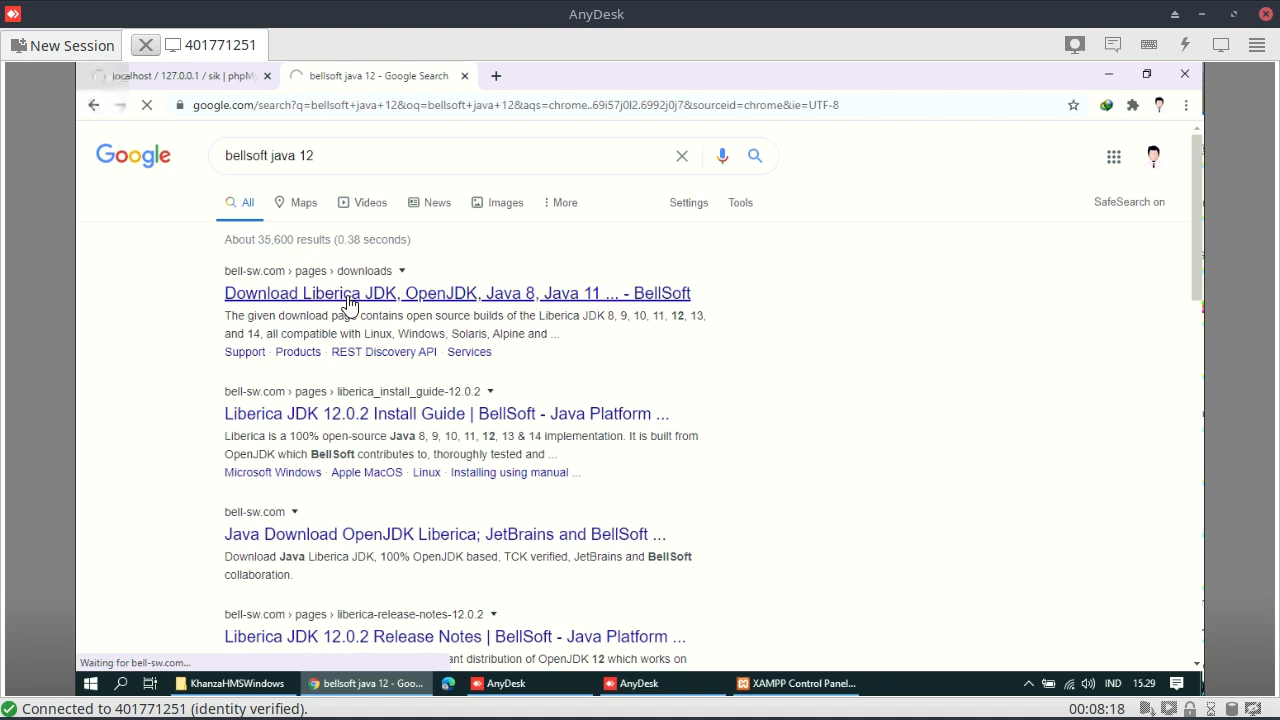 AnyDesk
New Session
401771251
localhost / 127.0.0.1 / sik | phpMy
bellsoft java 12 - Google Search
google.com/search?q=bellsoft+java+12&oq=bellsoft+java+12&aqs=chrome..69i57j0l2.6992j0j7&sourceid=chrome&ie=UTF-8
Google
bellsoft java 12
All
Maps
Videos
News
Images
More
Settings
Tools
SafeSearch on
About 35,600 results (0.38 seconds)
bell-sw.com › pages › downloads
Download Liberica JDK, OpenJDK, Java 8, Java 11 ... - BellSoft
The given download page contains open source builds of the Liberica JDK 8, 9, 10, 11, 12, 13,
and 14, all compatible with Linux, Windows, Solaris, Alpine and ...
Support · Products · REST Discovery API · Services
bell-sw.com › pages › liberica_install_guide-12.0.2
Liberica JDK 12.0.2 Install Guide | BellSoft - Java Platform ...
Liberica is a 100% open-source Java 8, 9, 10, 11, 12, 13 & 14 implementation. It is built from
OpenJDK which BellSoft contributes to, thoroughly tested and ...
Microsoft Windows · Apple MacOS · Linux · Installing using manual ...
bell-sw.com
Java Download OpenJDK Liberica; JetBrains and BellSoft ...
Download Java Liberica JDK, 100% OpenJDK based, TCK verified, JetBrains and BellSoft
collaboration.
bell-sw.com › pages › liberica-release-notes-12.0.2
Liberica JDK 12.0.2 Release Notes | BellSoft - Java Platform ...
ant distribution of OpenJDK 12 which works on
Waiting for bell-sw.com...
KhanzaHMSWindows
bellsoft java 12 - Goo...
AnyDesk
AnyDesk
XAMPP Control Panel...
IND
15.29
Connected to 401771251 (identity verified).
00:08:18